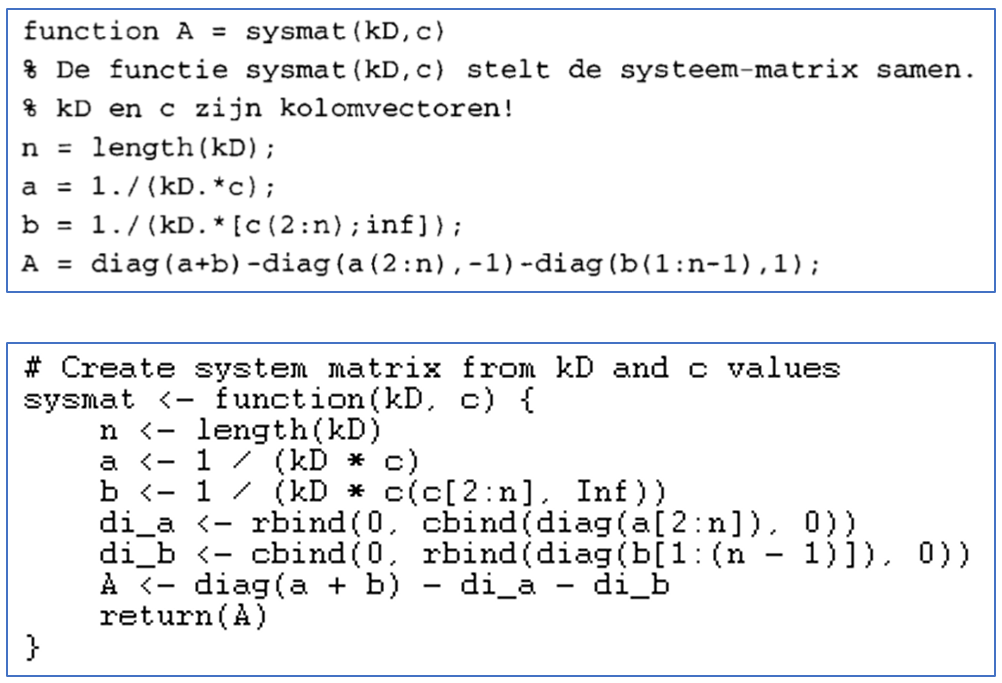 function A = sysmat(kD,c)
% De functie sysmat(kD,c) stelt de systeem-matrix samen.
% kD en c zijn kolomvectoren!
n = length(kD);
a = 1./(kD.*c);
b = 1./(kD.*[c(2:n);inf]);
A = diag(a+b)-diag(a(2:n),-1)-diag(b(1:n-1),1);
# Create system matrix from kD and c values
sysmat <- function(kD, c) {
    n <- length(kD)
    a <- 1 / (kD * c)
    b <- 1 / (kD * c(c[2:n], Inf))
    di_a <- rbind(0, cbind(diag(a[2:n]), 0))
    di_b <- cbind(0, rbind(diag(b[1:(n - 1)]), 0))
    A <- diag(a + b) - di_a - di_b
    return(A)
}